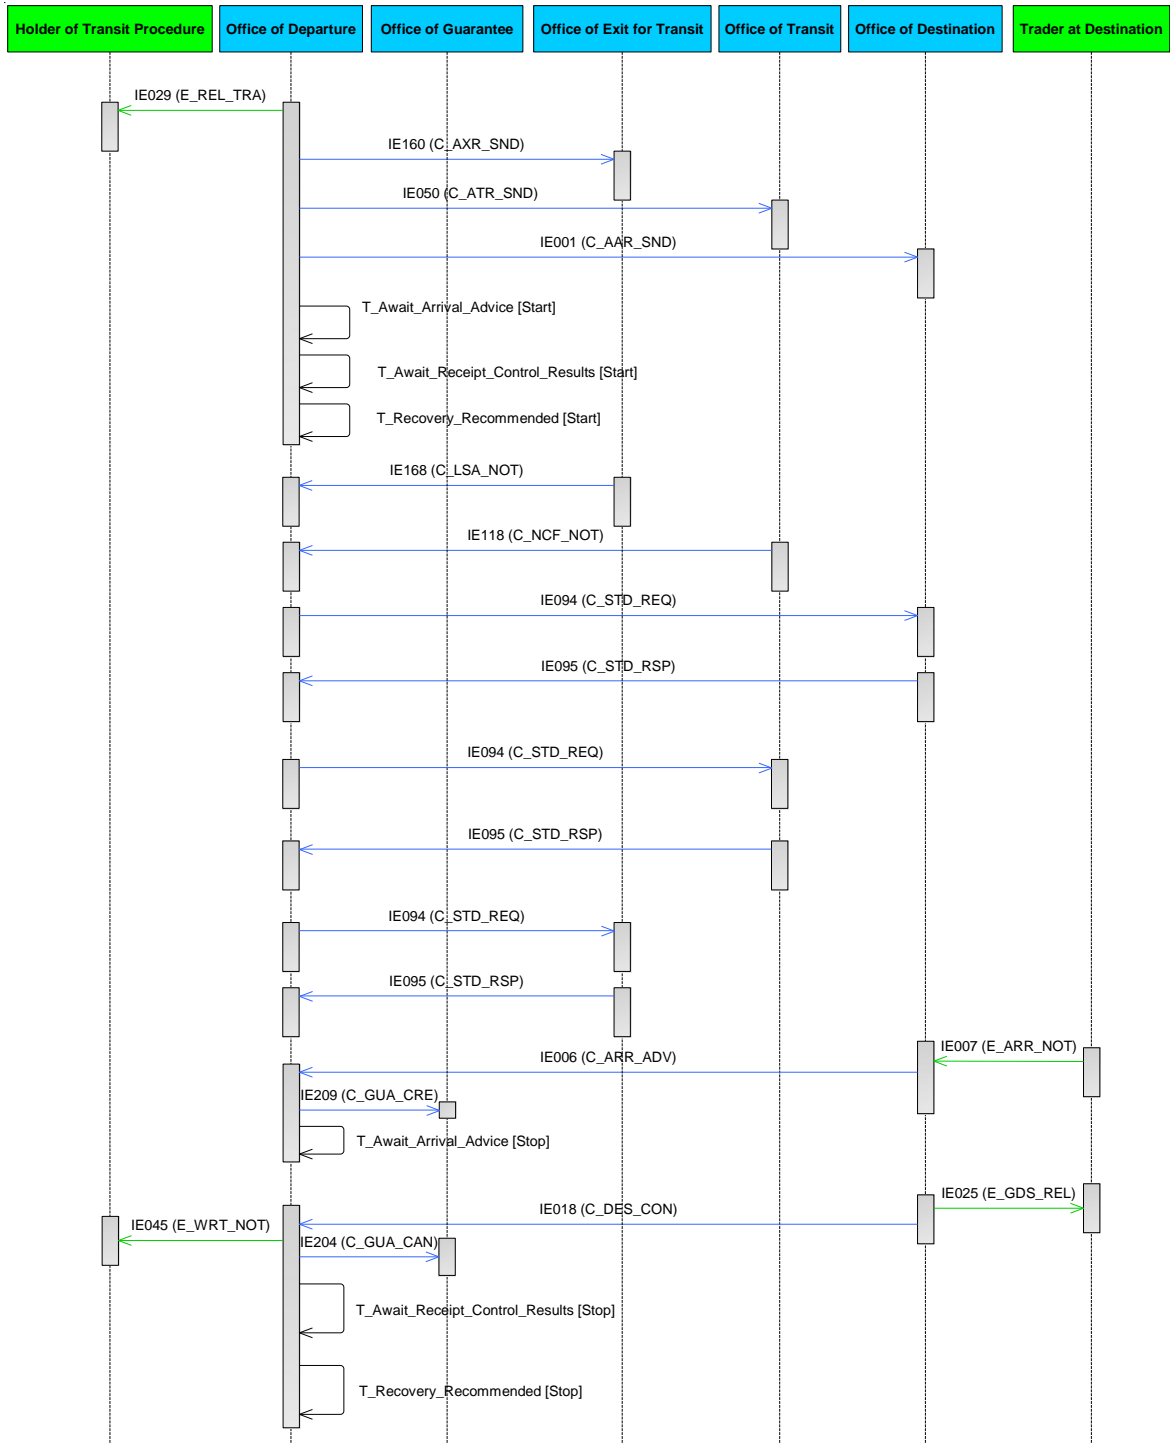 Holder of Transit Procedure
Office of Departure
Office of Guarantee
Office of Exit for Transit
Office of Transit
Office of Destination
Trader at Destination
IE029 (E_REL_TRA)
IE160 (C_AXR_SND)
IE050 (C_ATR_SND)
IE001 (C_AAR_SND)
T_Await_Arrival_Advice [Start]
T_Await_Receipt_Control_Results [Start]
T_Recovery_Recommended [Start]
IE168 (C_LSA_NOT)
IE118 (C_NCF_NOT)
IE094 (C_STD_REQ)
IE095 (C_STD_RSP)
IE094 (C_STD_REQ)
IE095 (C_STD_RSP)
IE094 (C_STD_REQ)
IE095 (C_STD_RSP)
IE007 (E_ARR_NOT)
IE006 (C_ARR_ADV)
IE209 (C_GUA_CRE)
T_Await_Arrival_Advice [Stop]
IE025 (E_GDS_REL)
IE018 (C_DES_CON)
IE045 (E_WRT_NOT)
IE204 (C_GUA_CAN)
T_Await_Receipt_Control_Results [Stop]
T_Recovery_Recommended [Stop]